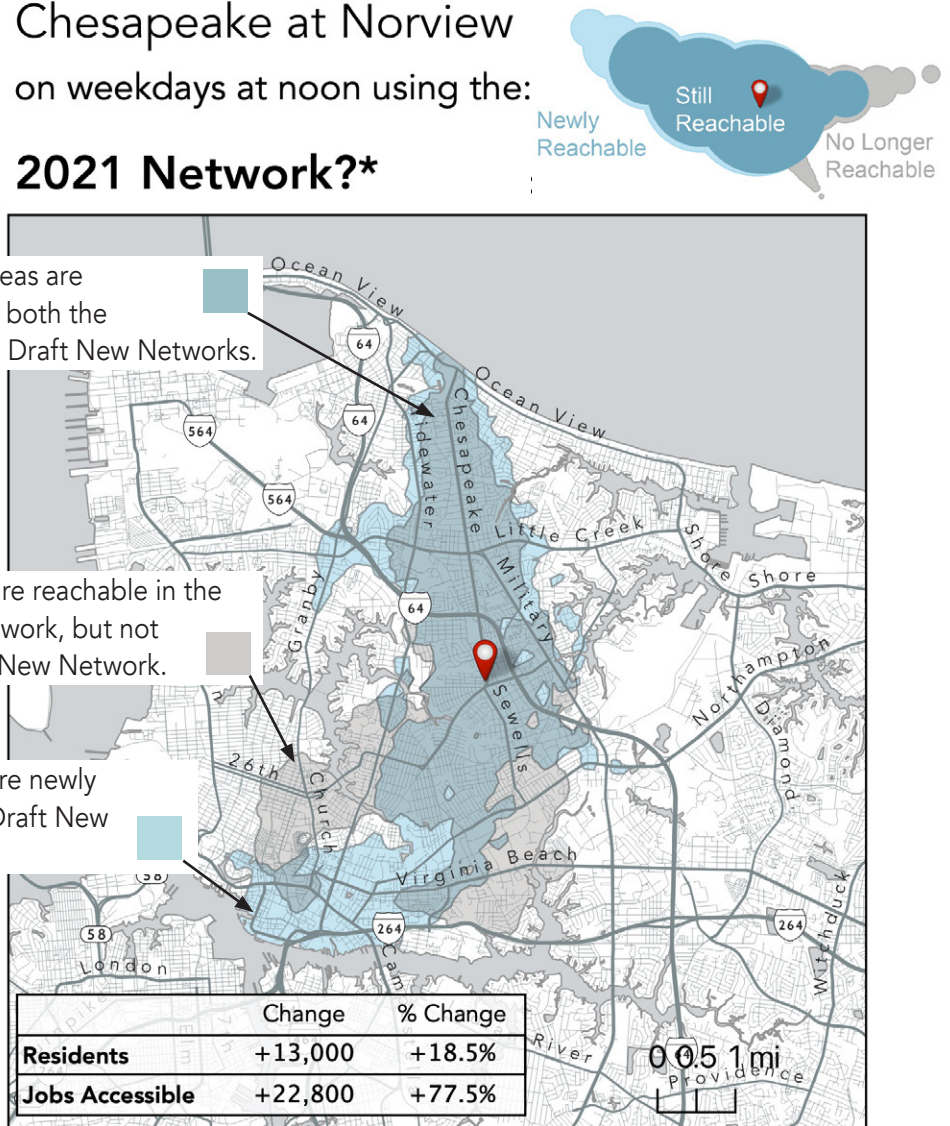 Chesapeake at Norview
on weekdays at noon using the:
2021 Network?*
Still
Reachable
Newly
Reachable
No Longer
Reachable
eas are
both the
Draft New Networks.
Ocean View
64
Ocean View
64
564
Chesapeake
idewater
564
Little Creek
Shore
Shore
Military
re reachable in the
work, but not
New Network.
Granby
64
Northampton
Sewells
Diamond
26th
Church
re newly
Draft New
58
Virginia Beach
Witchduck
58
264
264
London
Cam
Change
% Change
Residents
+13,000
+18.5%
Jobs Accessible
+22,800
+77.5%
River
0 0.5 1 mi
Providence